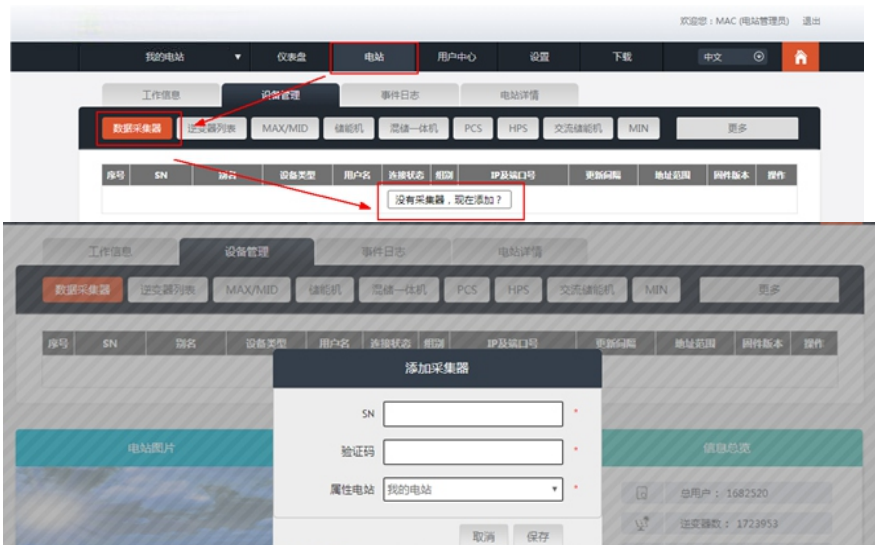 欢迎您：MAC (电站管理员) 退出
我的电站 ▼ 仪表盘 电站 用户中心 设置 下载 中文
工作信息 设备管理 事件日志 电站详情
数据采集器 逆变器列表 MAX/MID 储能机 混储一体机 PCS HPS 交流储能机 MIN 更多
序号 SN 别名 设备类型 用户名 连接状态 组别 IP及端口号 更新间隔 地址范围 固件版本 操作
没有采集器，现在添加？
工作信息 设备管理 事件日志 电站详情
数据采集器 逆变器列表 MAX/MID 储能机 混储一体机 PCS HPS 交流储能机 MIN 更多
序号 SN 别名 设备类型 用户名 连接状态 组别 IP及端口号 更新间隔 地址范围 固件版本 操作
添加采集器
SN *
验证码 *
属性电站 我的电站 ▼ *
取消 保存
电站图片
信息总览
总用户： 1682520
逆变器数： 1723953